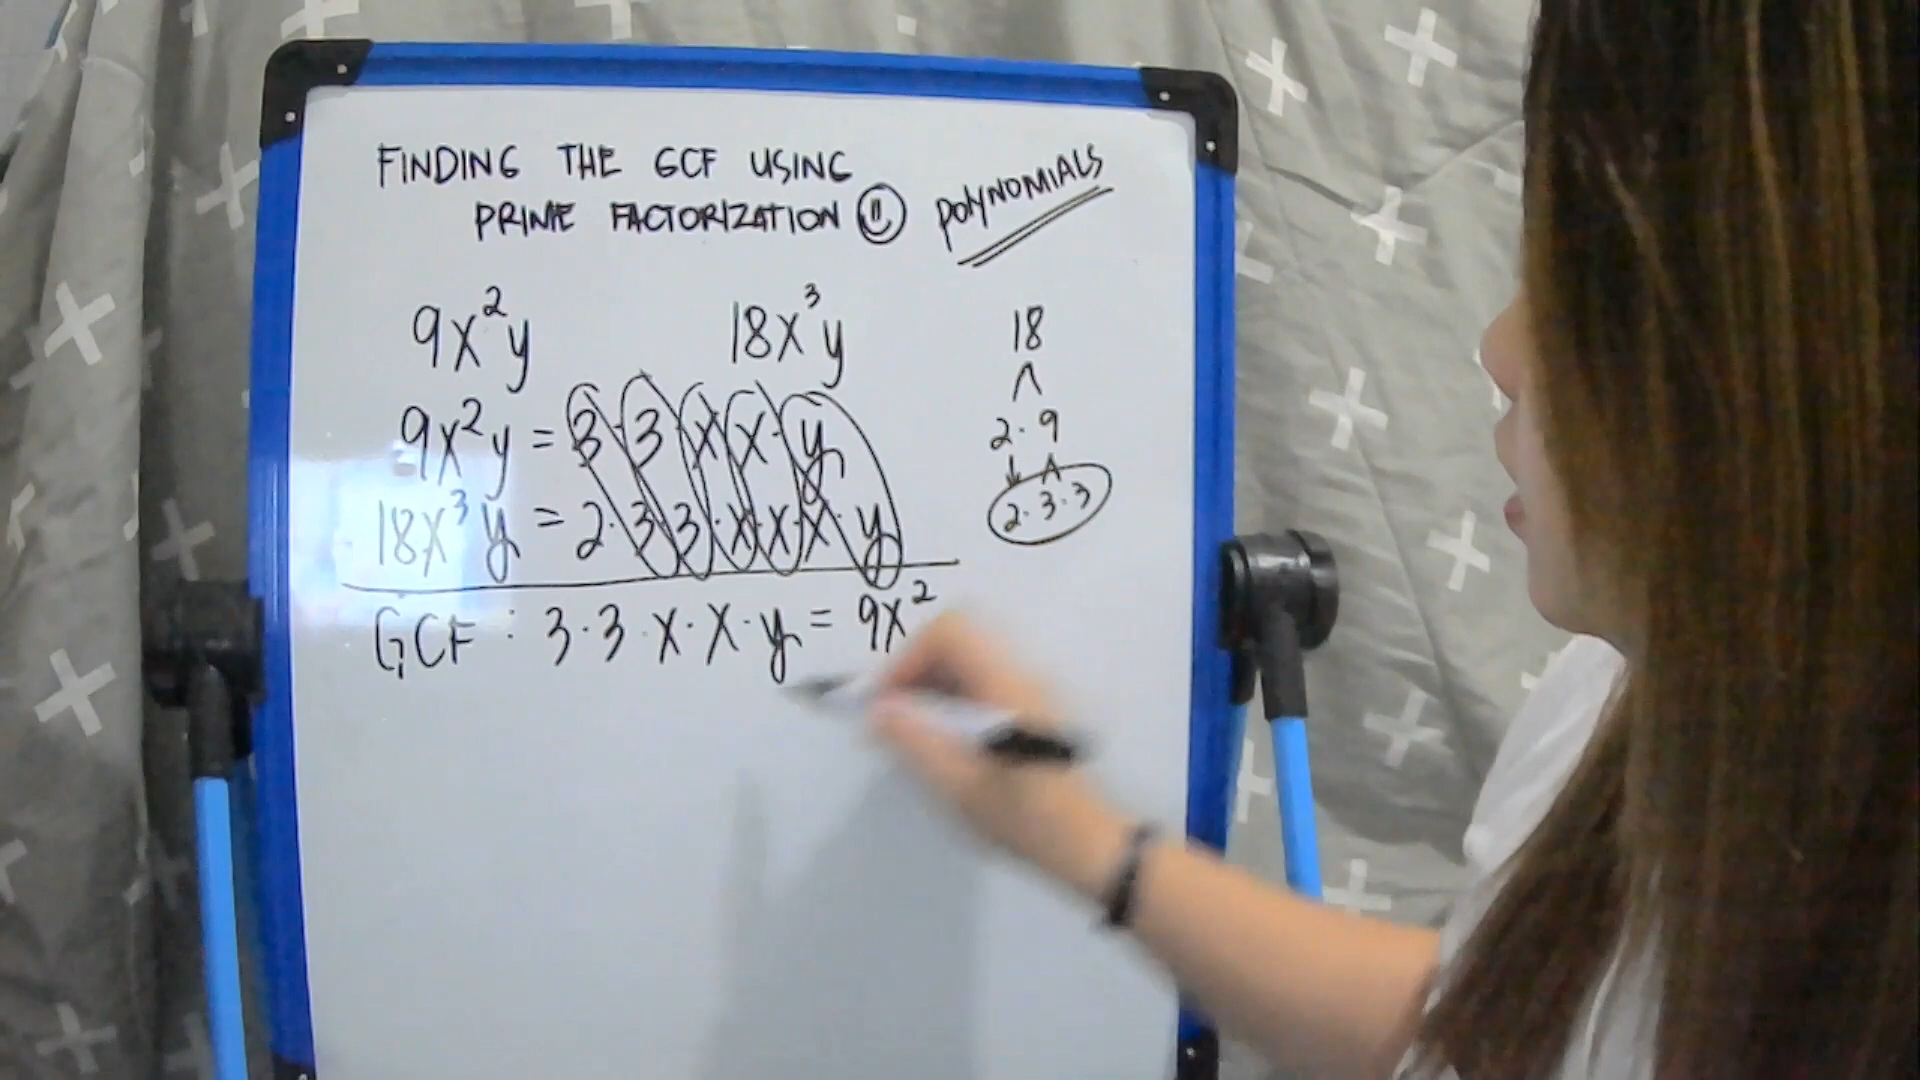 FINDING THE GCF USING
PRIME FACTORIZATION POLYNOMIALS
9x²y 18x³y 18
2·9
9x²y = 3·3·x·x·y
18x³y = 2·3·3·x·x·x·y 2·3·3
GCF : 3·3·x·x·y = 9x²